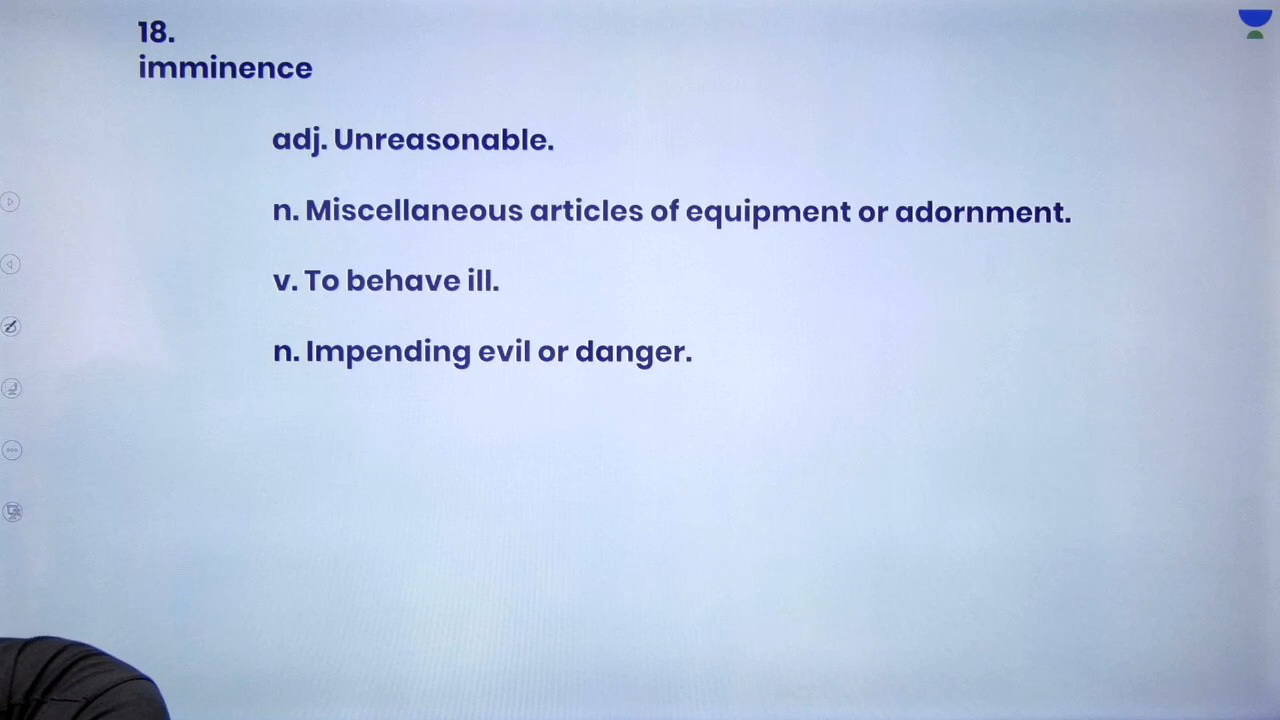 18.
imminence
adj. Unreasonable.
n. Miscellaneous articles of equipment or adornment.
v. To behave ill.
n. Impending evil or danger.